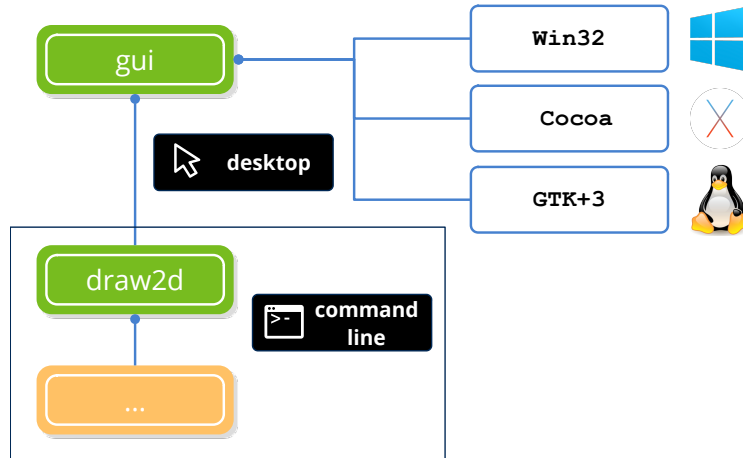 gui
Win32
Cocoa
desktop
GTK+3
draw2d
>-
command
line
...